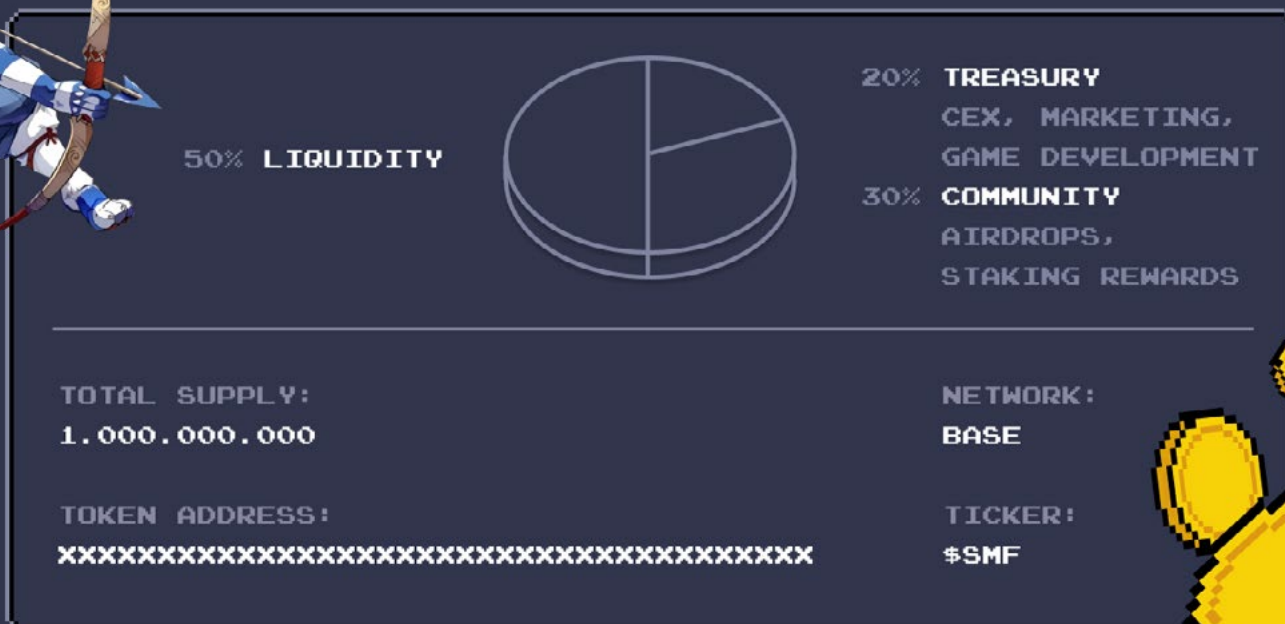 50% LIQUIDITY
20% TREASURY
CEX, MARKETING,
GAME DEVELOPMENT
30% COMMUNITY
AIRDROPS,
STAKING REWARDS
TOTAL SUPPLY:
1.000.000.000
NETWORK:
BASE
TOKEN ADDRESS:
XXXXXXXXXXXXXXXXXXXXXXXXXXXXXXXXXXXXXX
TICKER:
$SMF